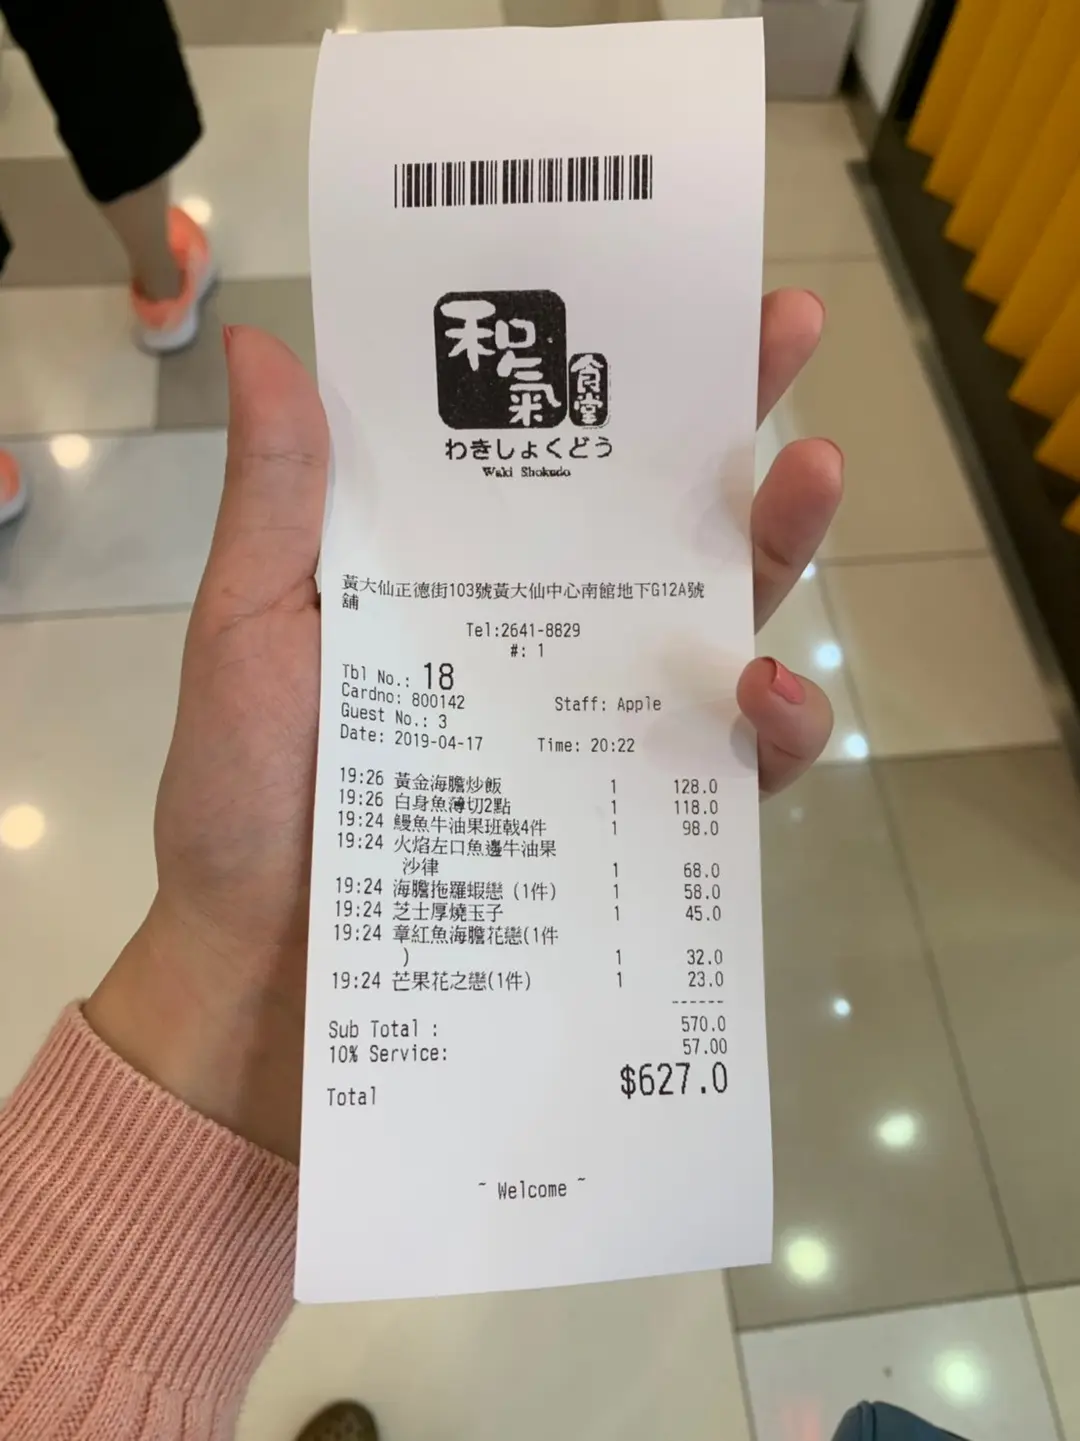 和氣
食堂
わきしょくどう
Waki Shokudo
黃大仙正德街103號黃大仙中心南館地下G12A號
舖
Tel:2641-8829
#: 1
Tbl No.: 18
Cardno: 800142
Staff: Apple
Guest No.: 3
Date: 2019-04-17 Time: 20:22
19:26 黃金海膽炒飯 1 128.0
19:26 白身魚薄切2點 1 118.0
19:24 鰻魚牛油果班戟4件 1 98.0
19:24 火焰左口魚邊牛油果
沙律 1 68.0
19:24 海膽拖羅蝦戀 (1件) 1 58.0
19:24 芝士厚燒玉子 1 45.0
19:24 章紅魚海膽花戀(1件
) 1 32.0
19:24 芒果花之戀(1件) 1 23.0
------
Sub Total : 570.0
10% Service: 57.00
Total $627.0
~ Welcome ~